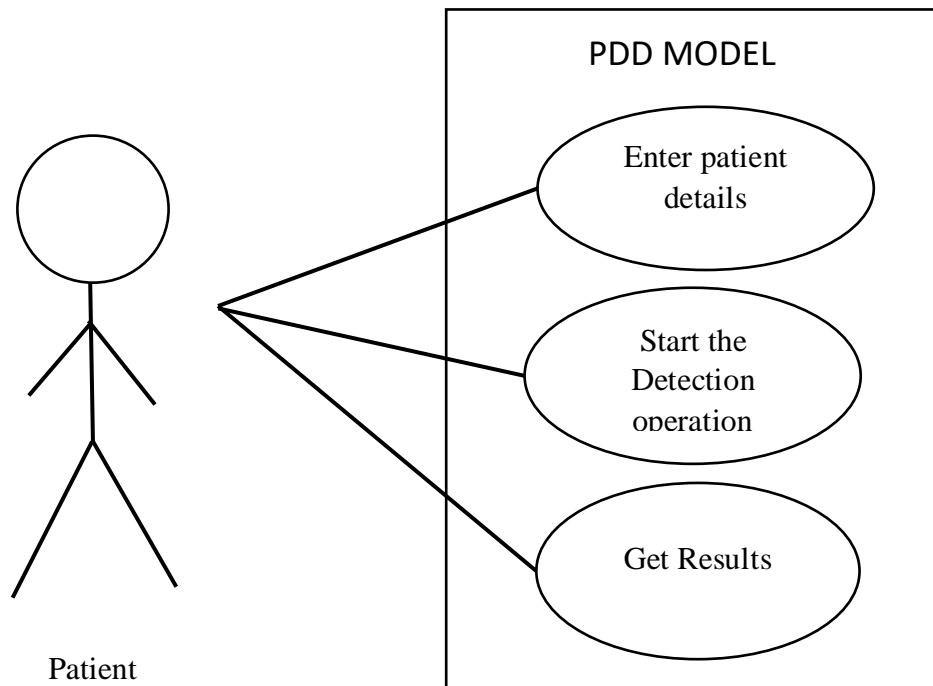 PDD MODEL
Enter patient
details
Start the
Detection
operation
Get Results
Patient